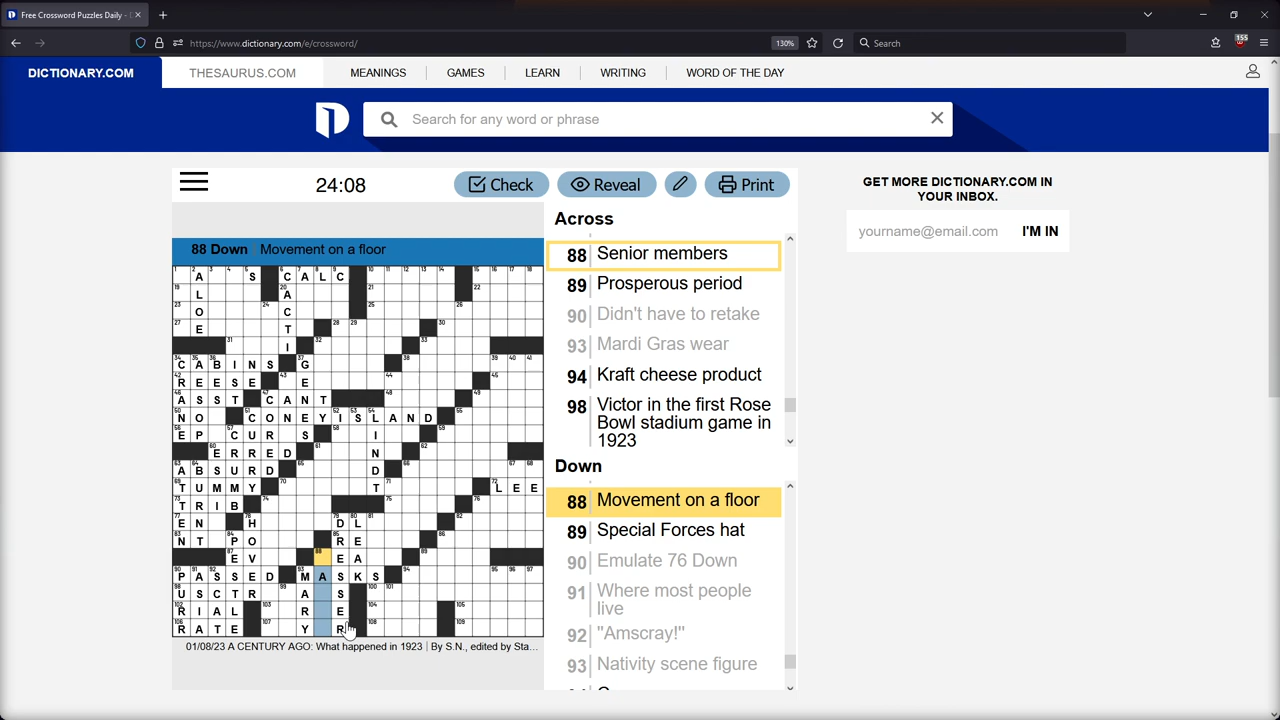 Free Crossword Puzzles Daily -
https://www.dictionary.com/e/crossword/
130%
Search
155
DICTIONARY.COM
THESAURUS.COM
MEANINGS
GAMES
LEARN
WRITING
WORD OF THE DAY
Search for any word or phrase
24:08
Check
Reveal
Print
88 Down Movement on a floor
A S C A L C
L A
O C
E T
I
C A B I N S G
R E E S E E
A S S T C A N T
N O C O N E Y I S L A N D
E P C U R S I
E R R E D N
A B S U R D D
T U M M Y T L E E
T R I B
E N H D L
N T O R E
E V E A
P A S S E D M A S K S
U S C T R A S
R I A L R E
R A T E Y R
01/08/23 A CENTURY AGO: What happened in 1923 | By S.N., edited by Sta...
Across
88 Senior members
89 Prosperous period
90 Didn't have to retake
93 Mardi Gras wear
94 Kraft cheese product
98 Victor in the first Rose
Bowl stadium game in
1923
Down
88 Movement on a floor
89 Special Forces hat
90 Emulate 76 Down
91 Where most people
live
92 "Amscray!"
93 Nativity scene figure
GET MORE DICTIONARY.COM IN
YOUR INBOX.
yourname@email.com
I'M IN